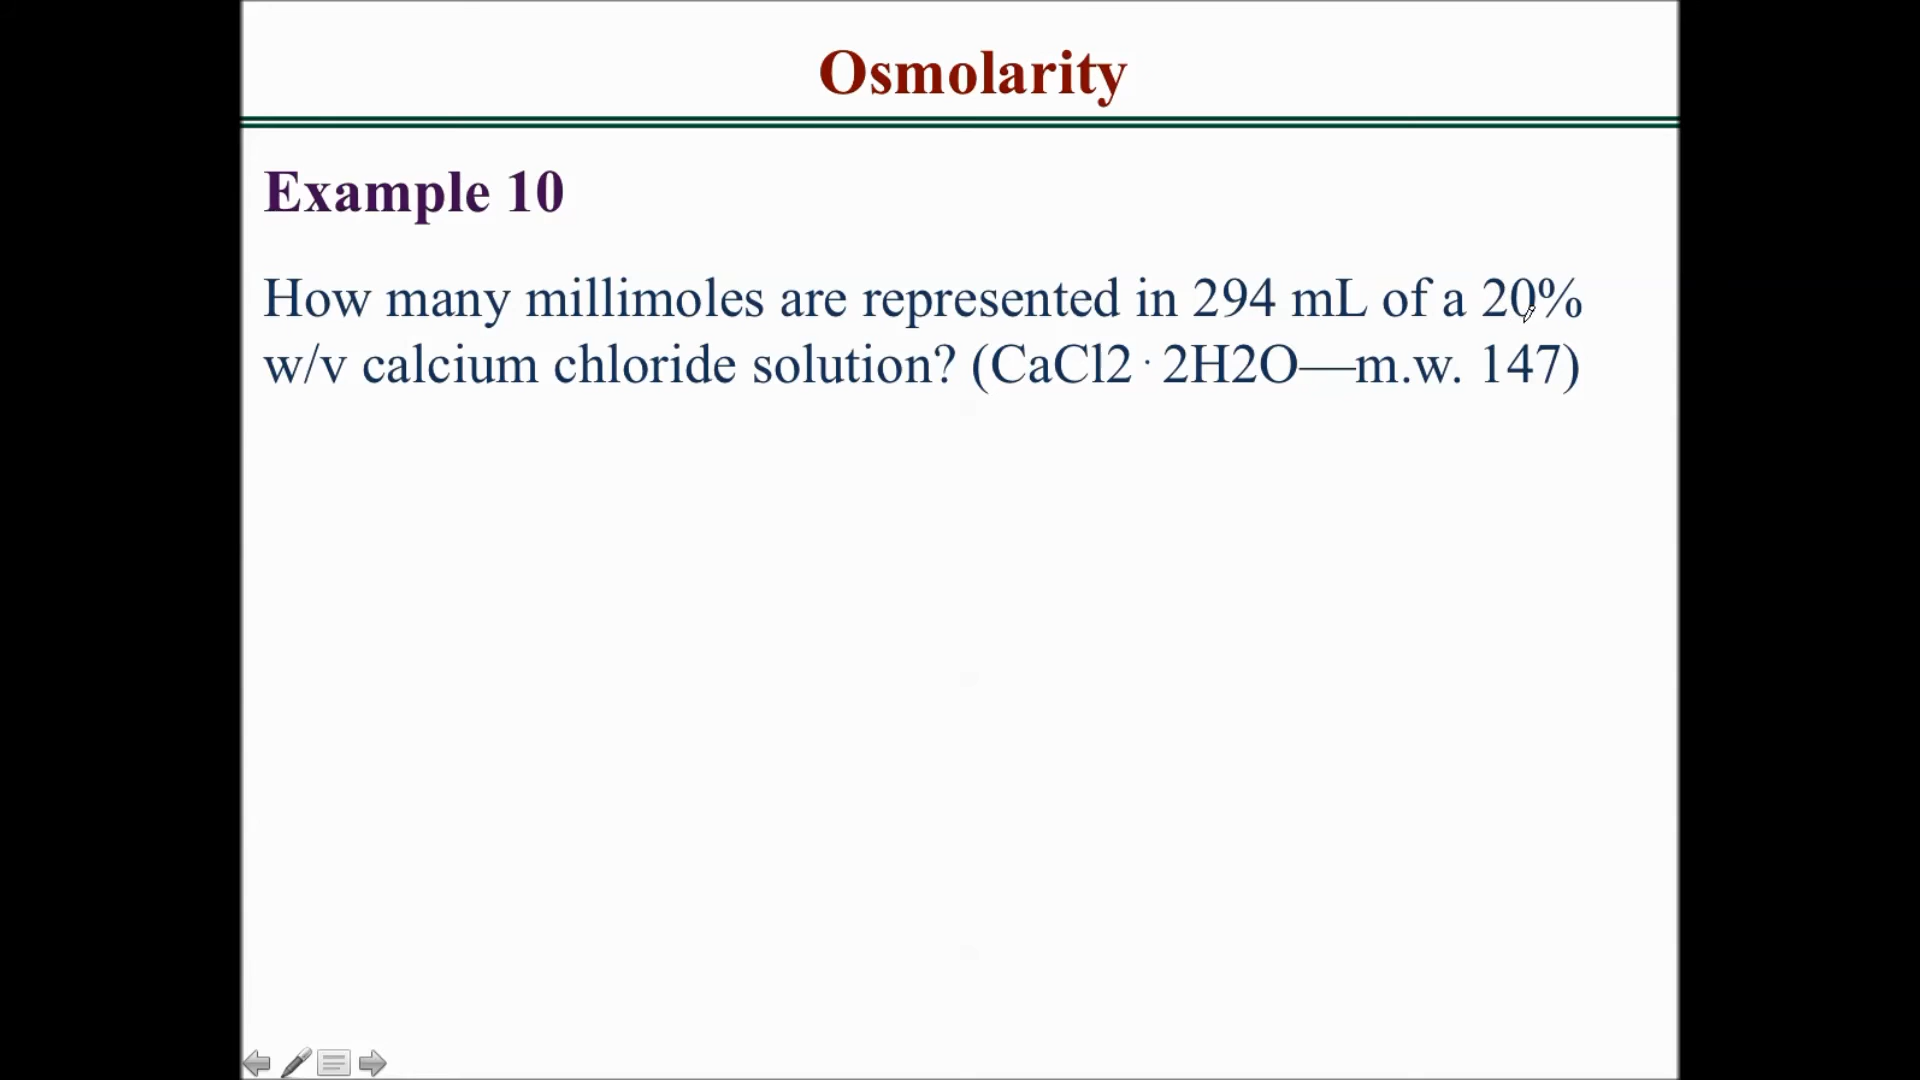 Osmolarity
Example 10
How many millimoles are represented in 294 mL of a 20%
w/v calcium chloride solution? (CaCl2·2H2O—m.w. 147)